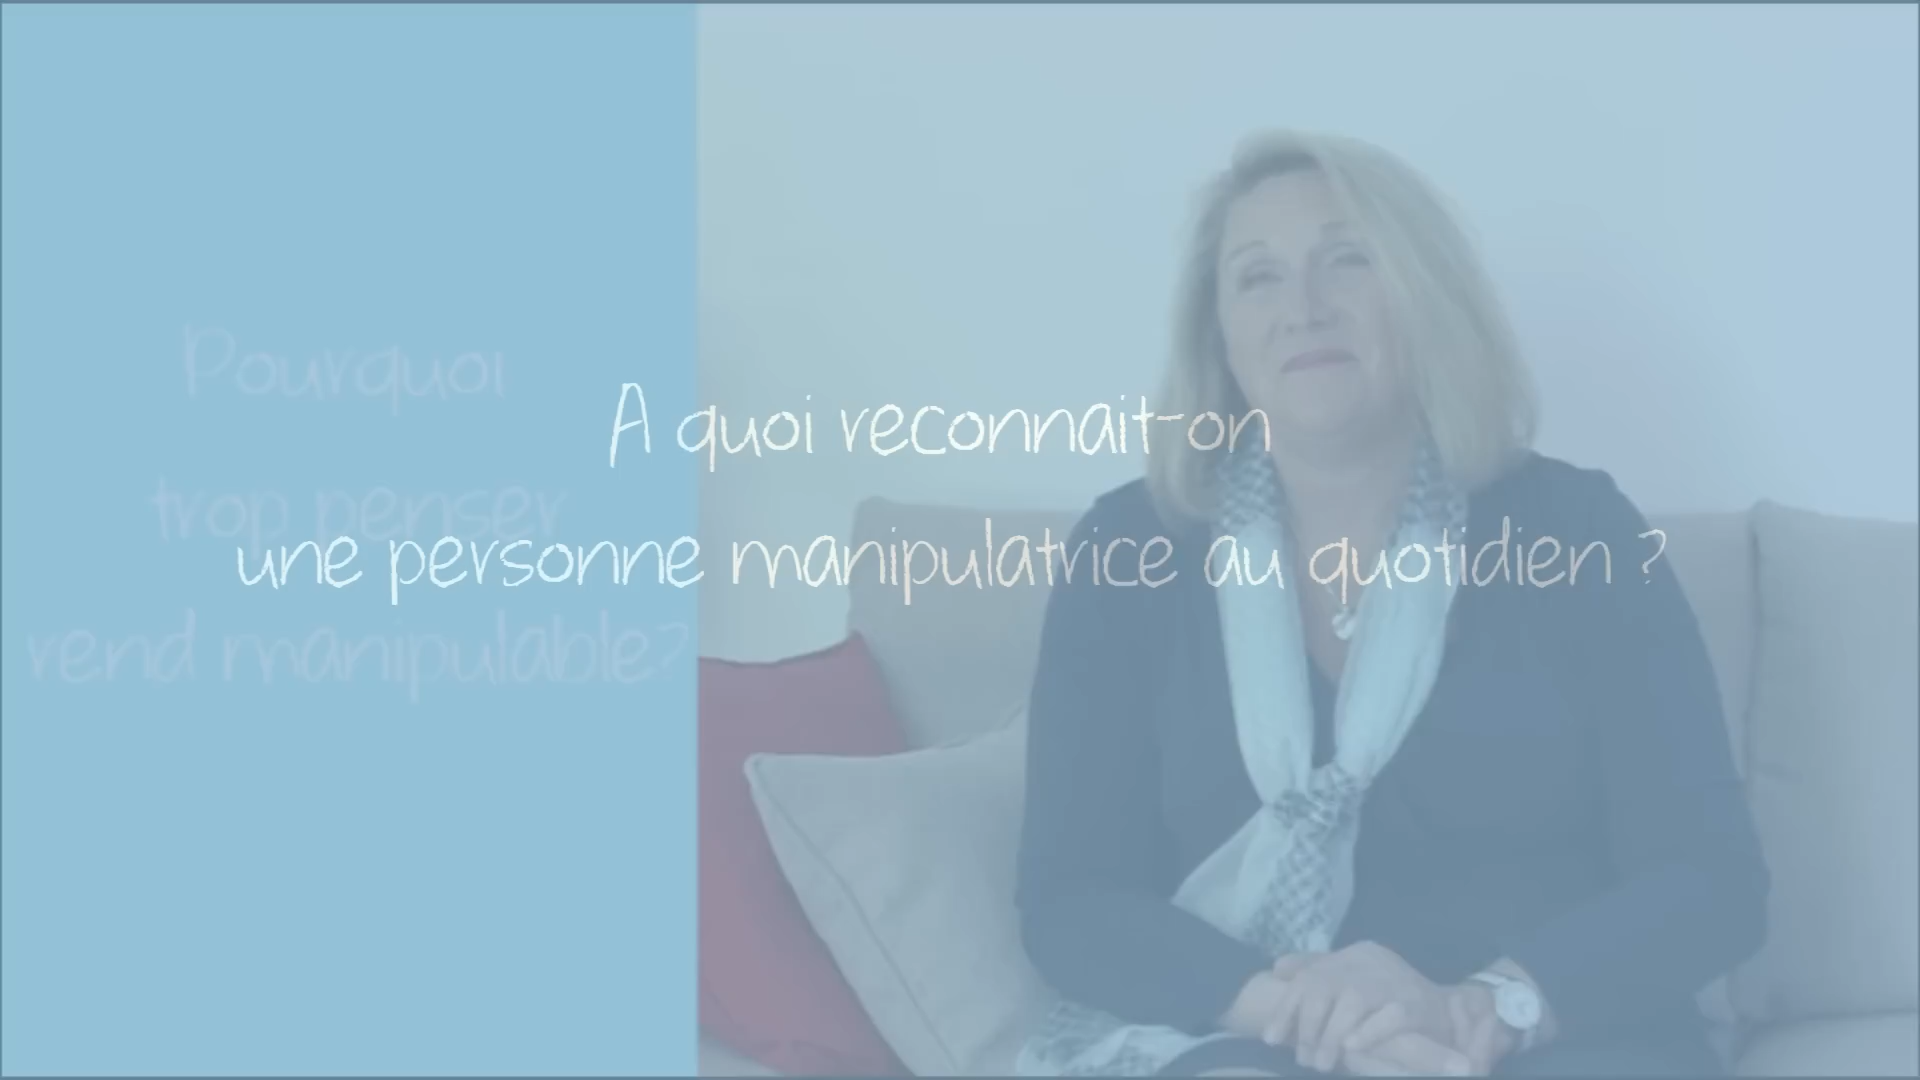 Pourquoi
trop penser
rend manipulable?
A quoi reconnait-on
une personne manipulatrice au quotidien ?